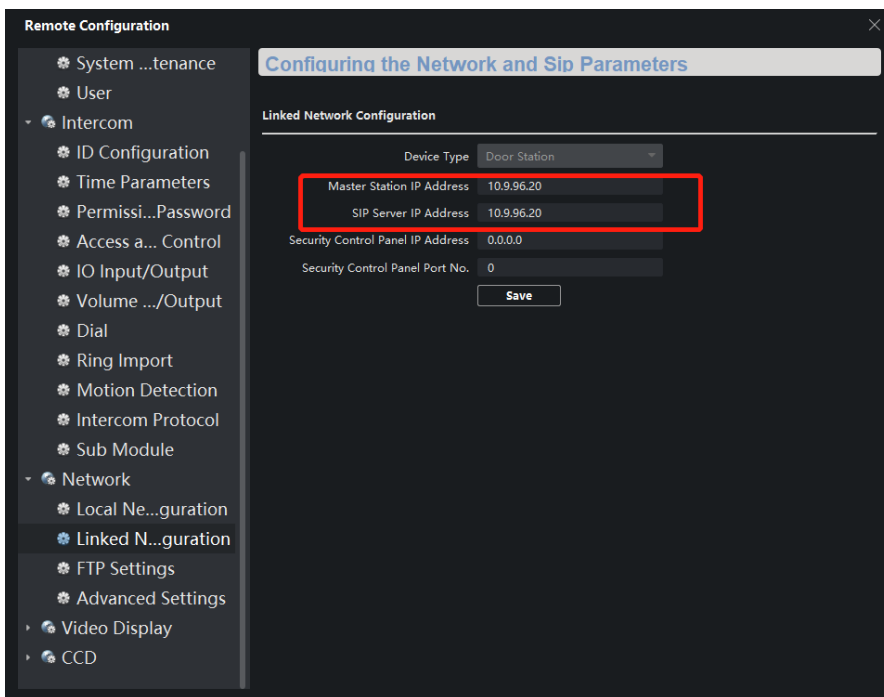 Remote Configuration
System ...tenance
User
Intercom
ID Configuration
Time Parameters
Permissi...Password
Access a... Control
IO Input/Output
Volume .../Output
Dial
Ring Import
Motion Detection
Intercom Protocol
Sub Module
Network
Local Ne...guration
Linked N...guration
FTP Settings
Advanced Settings
Video Display
CCD
Configuring the Network and Sip Parameters
Linked Network Configuration
Device Type Door Station
Master Station IP Address 10.9.96.20
SIP Server IP Address 10.9.96.20
Security Control Panel IP Address 0.0.0.0
Security Control Panel Port No. 0
Save